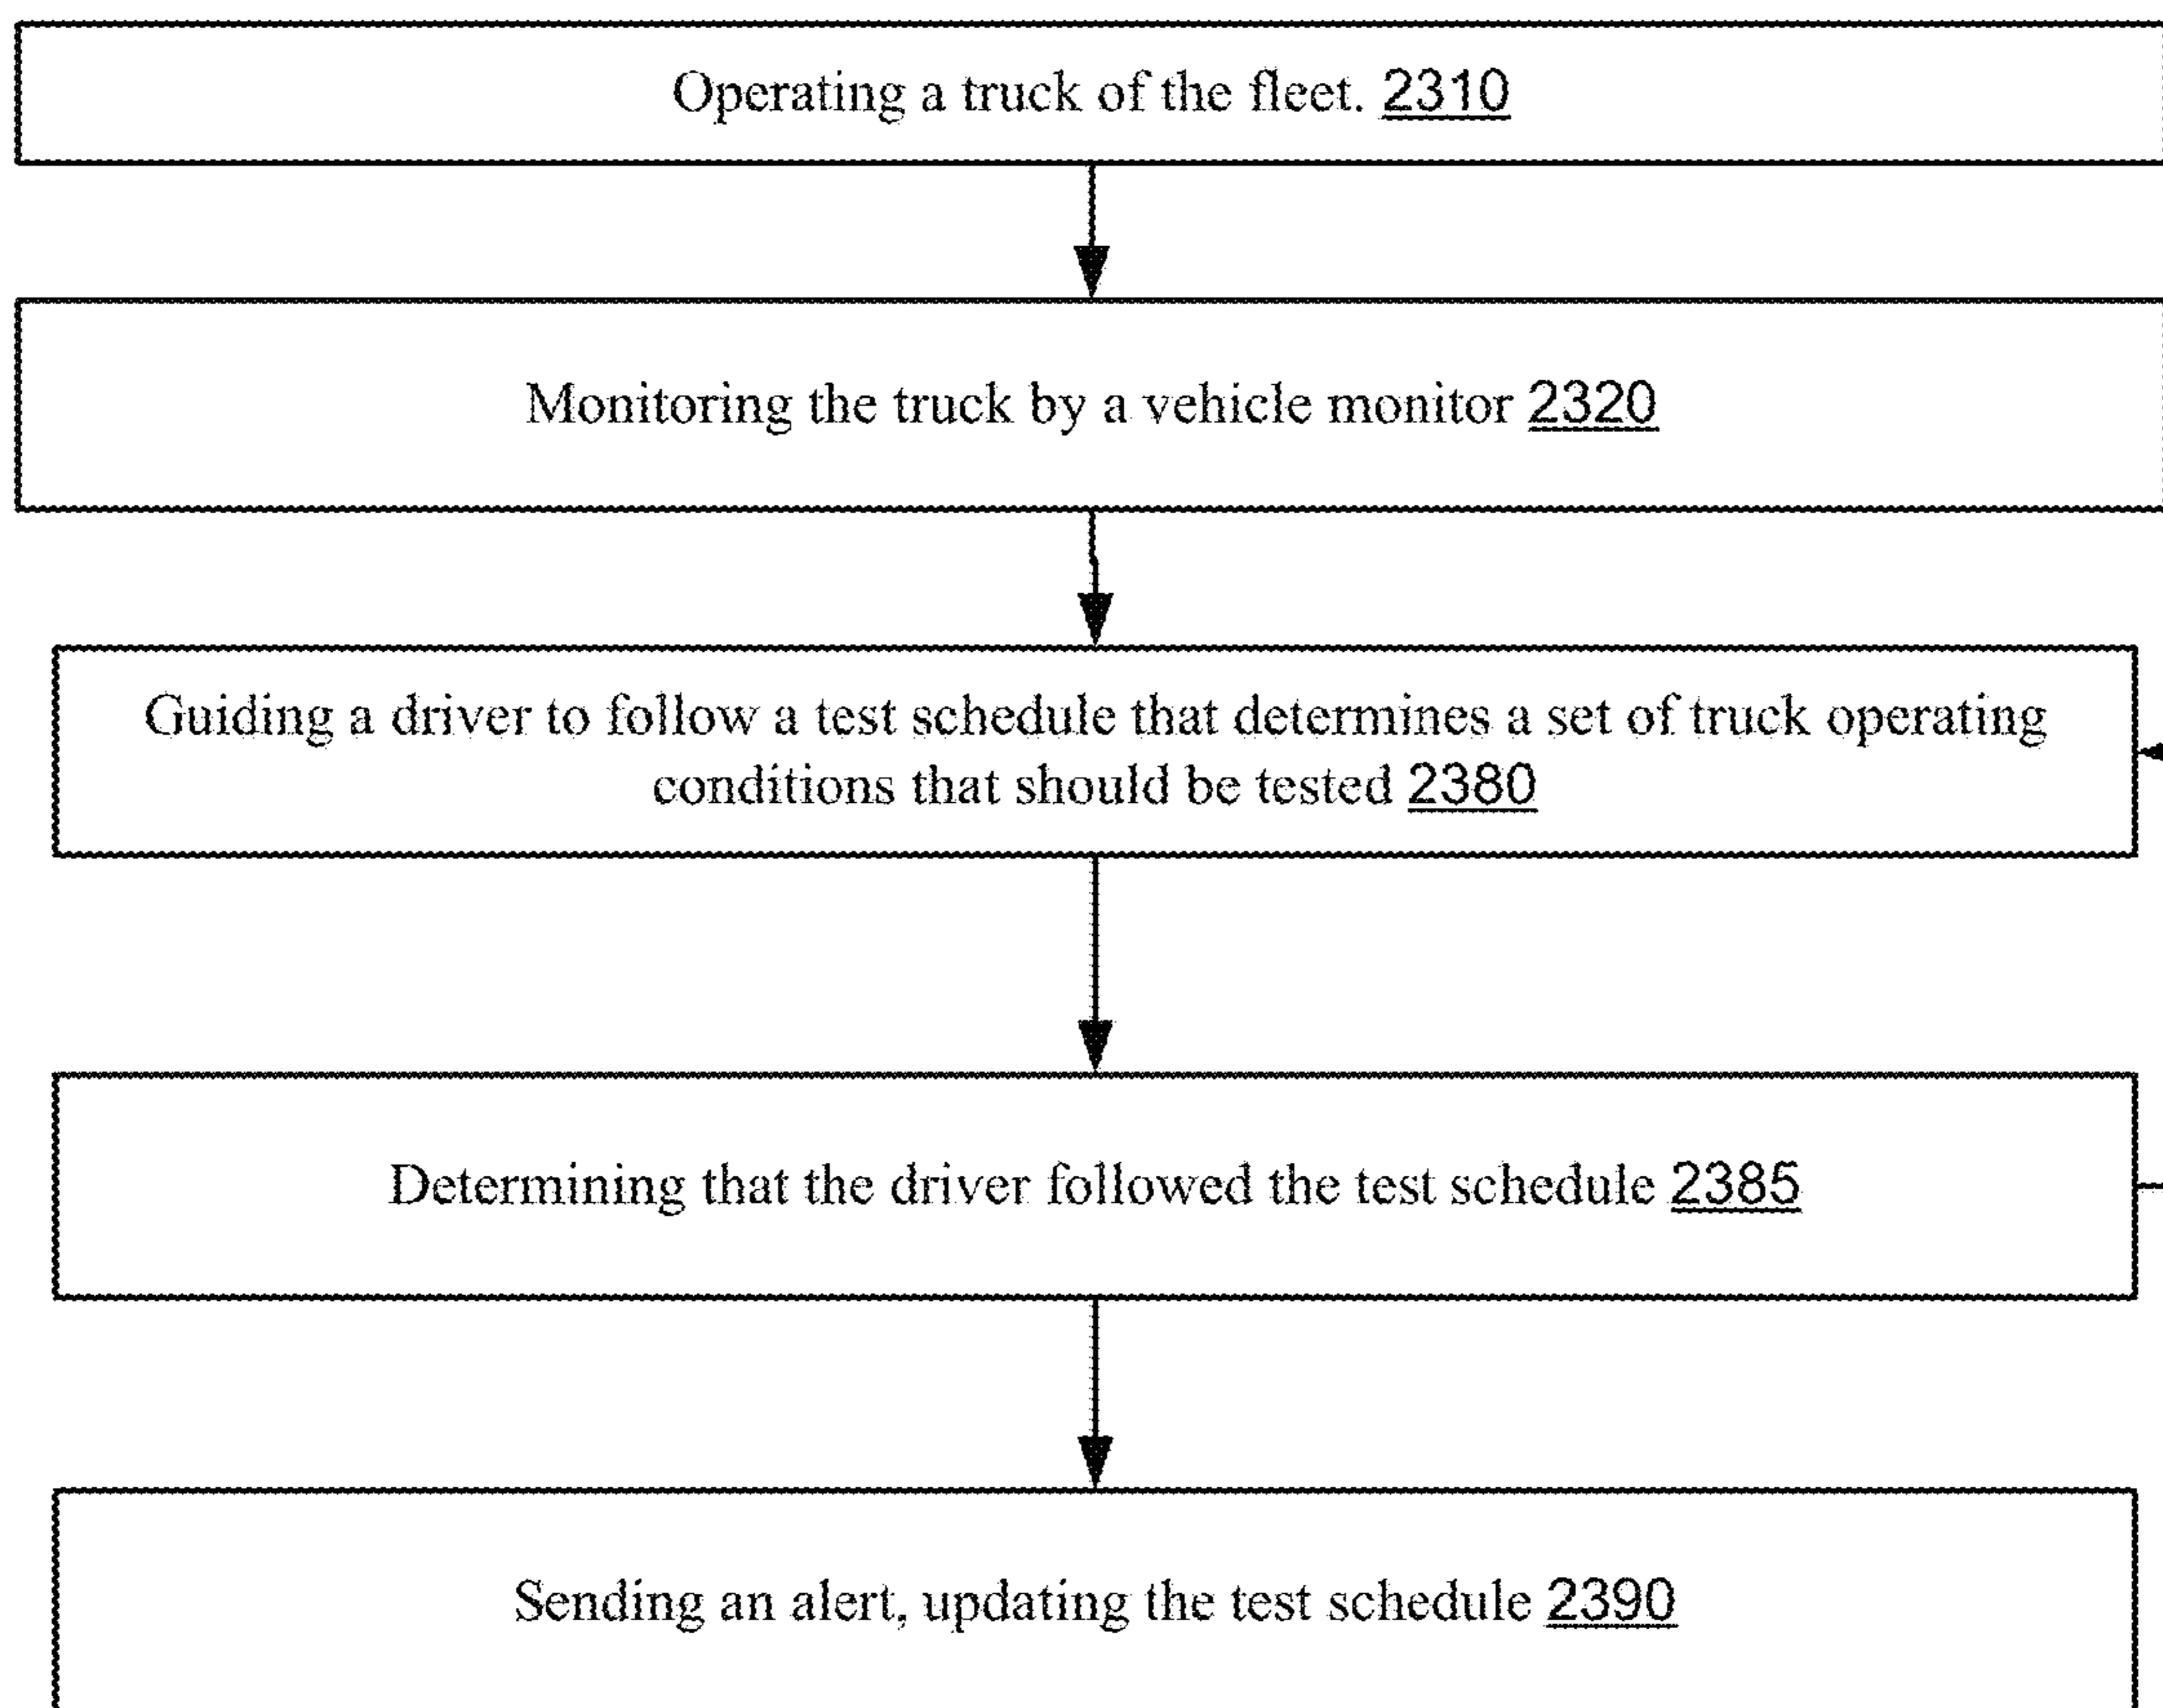 Operating a truck of the fleet. 2310
Monitoring the truck by a vehicle monitor 2320
Guiding a driver to follow a test schedule that determines a set of truck operating
conditions that should be tested 2380
Determining that the driver followed the test schedule 2385
Sending an alert, updating the test schedule 2390